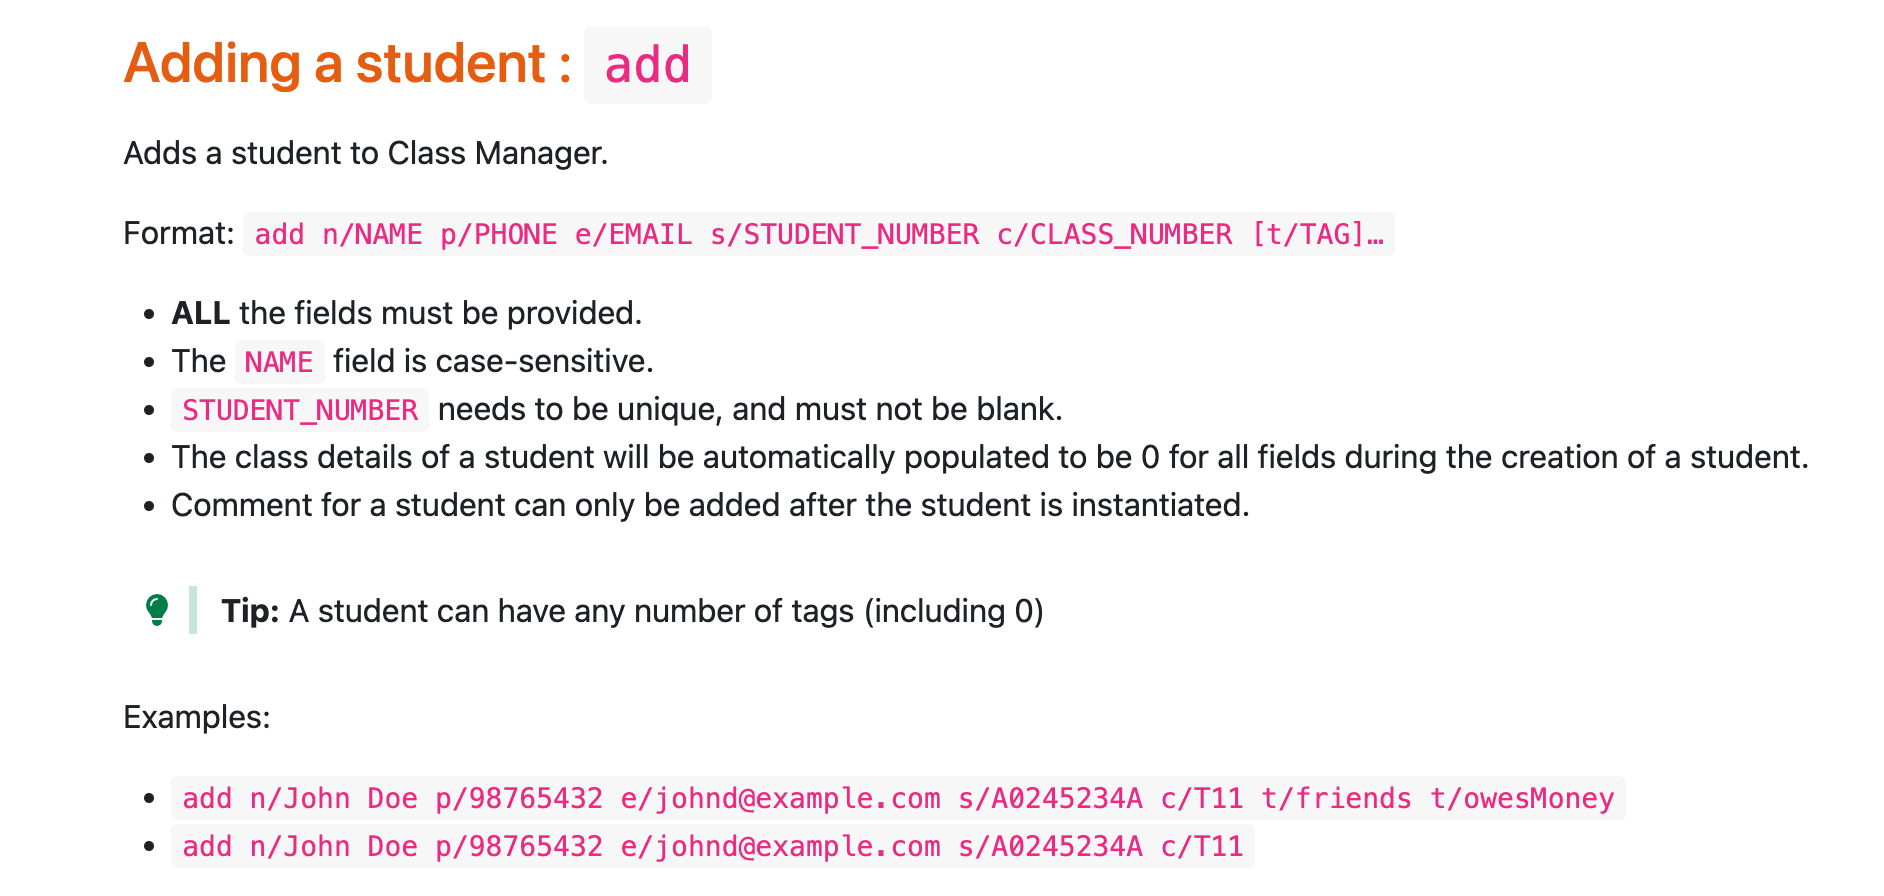 Adding a student : add
Adds a student to Class Manager.
Format: add n/NAME p/PHONE e/EMAIL s/STUDENT_NUMBER c/CLASS_NUMBER [t/TAG]…
• ALL the fields must be provided.
• The NAME field is case-sensitive.
• STUDENT_NUMBER needs to be unique, and must not be blank.
• The class details of a student will be automatically populated to be 0 for all fields during the creation of a student.
• Comment for a student can only be added after the student is instantiated.
Tip: A student can have any number of tags (including 0)
Examples:
• add n/John Doe p/98765432 e/johnd@example.com s/A0245234A c/T11 t/friends t/owesMoney
• add n/John Doe p/98765432 e/johnd@example.com s/A0245234A c/T11